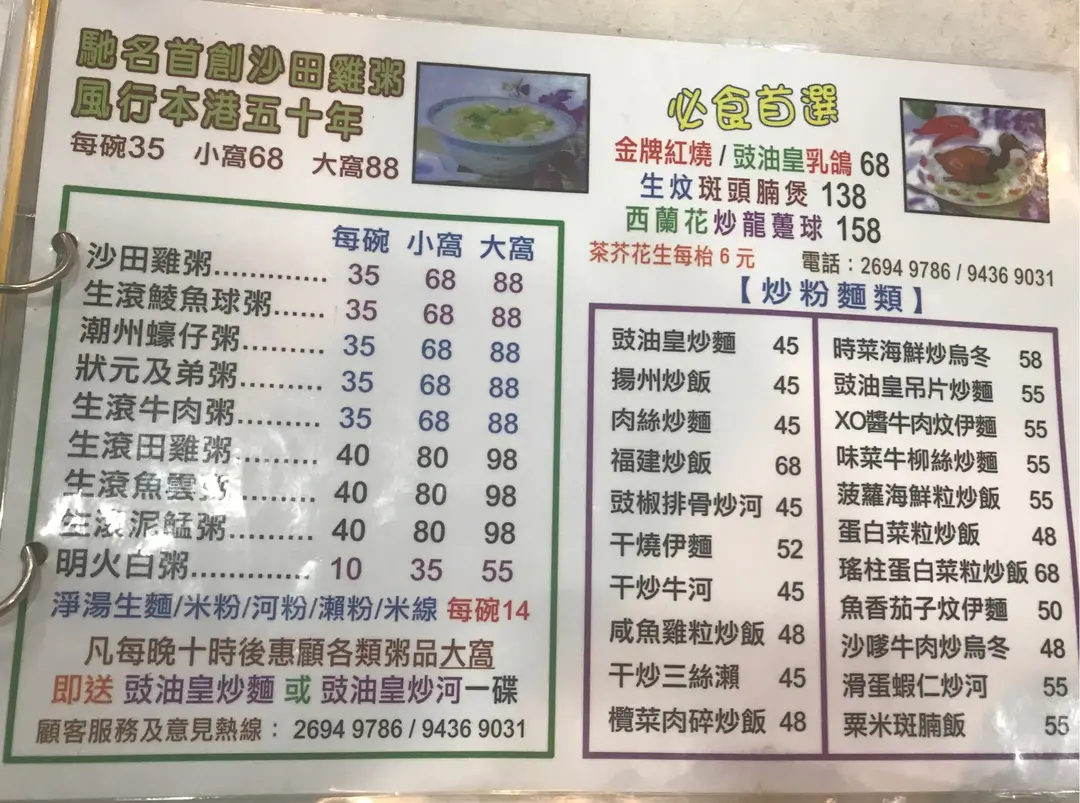 馳名首創沙田雞粥
風行本港五十年
每碗35 小窩68 大窩88
每碗 小窩 大窩
沙田雞粥.............. 35 68 88
生滾鯪魚球粥...... 35 68 88
潮州蠔仔粥......... 35 68 88
狀元及弟粥......... 35 68 88
生滾牛肉粥......... 35 68 88
生滾田雞粥......... 40 80 98
生滾魚雲粥......... 40 80 98
生滾泥鯭粥......... 40 80 98
明火白粥.............. 10 35 55
淨湯生麵/米粉/河粉/瀨粉/米線 每碗14
凡每晚十時後惠顧各類粥品大窩
即送 豉油皇炒麵 或 豉油皇炒河一碟
顧客服務及意見熱線： 2694 9786 / 9436 9031
必食首選
金牌紅燒 / 豉油皇乳鴿 68
生炆斑頭腩煲 138
西蘭花炒龍躉球 158
茶芥花生每枱 6 元
電話：2694 9786 / 9436 9031
【炒粉麵類】
豉油皇炒麵 45
揚州炒飯 45
肉絲炒麵 45
福建炒飯 68
豉椒排骨炒河 45
干燒伊麵 52
干炒牛河 45
咸魚雞粒炒飯 48
干炒三絲瀨 45
欖菜肉碎炒飯 48
時菜海鮮炒烏冬 58
豉油皇吊片炒麵 55
XO醬牛肉炆伊麵 55
味菜牛柳絲炒麵 55
菠蘿海鮮粒炒飯 55
蛋白菜粒炒飯 48
瑤柱蛋白菜粒炒飯 68
魚香茄子炆伊麵 50
沙嗲牛肉炒烏冬 48
滑蛋蝦仁炒河 55
粟米斑腩飯 55